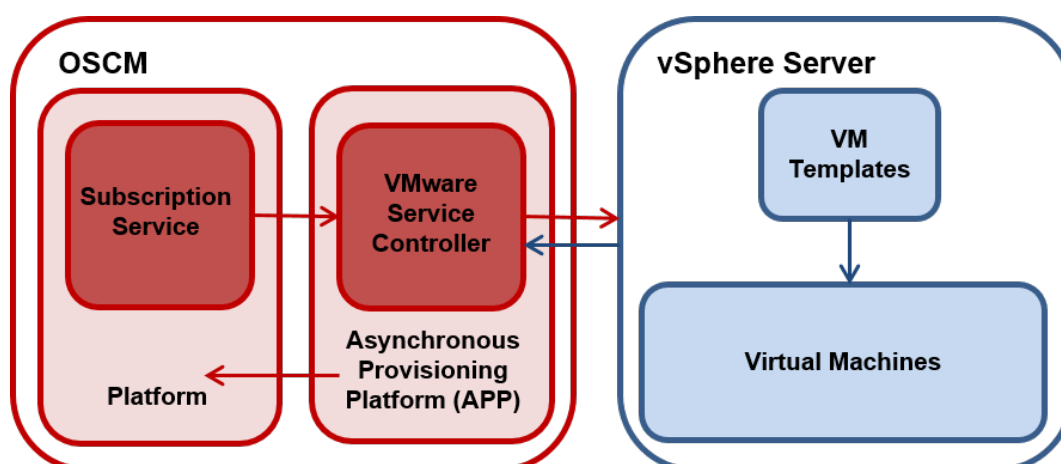 OSCM
Subscription
Service
Platform
VMware
Service
Controller
Asynchronous
Provisioning
Platform (APP)
vSphere Server
VM
Templates
Virtual Machines